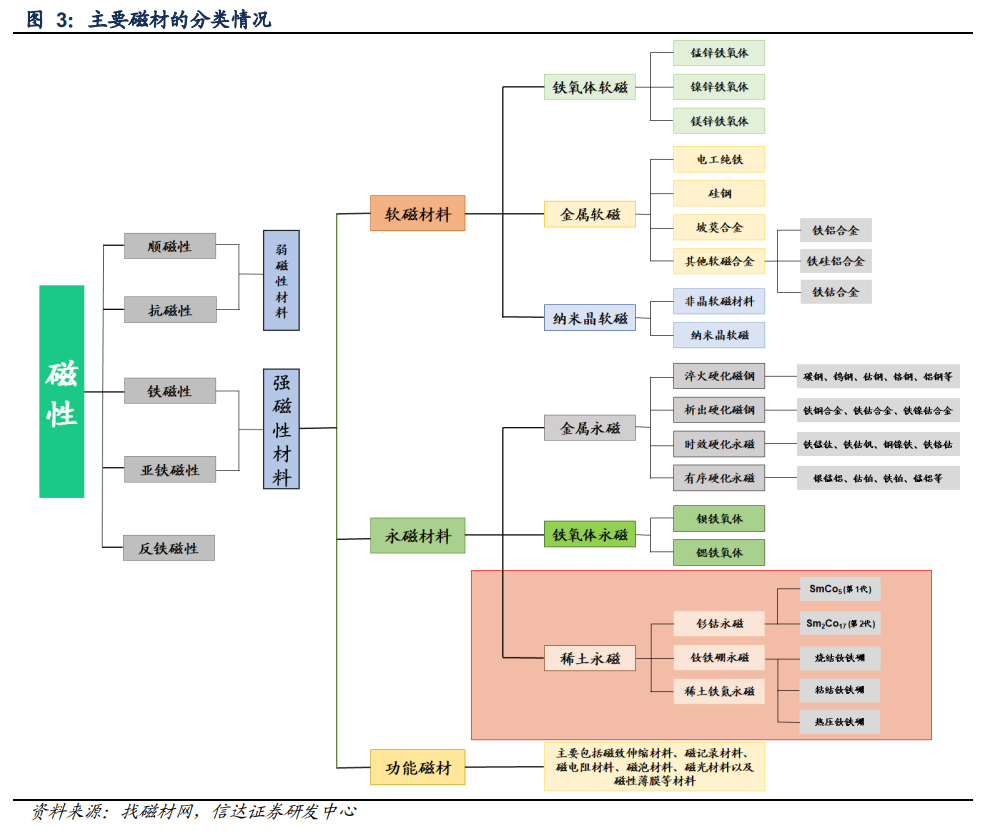 图 3：主要磁材的分类情况
磁性
顺磁性
抗磁性
铁磁性
亚铁磁性
反铁磁性
弱磁性材料
强磁性材料
软磁材料
铁氧体软磁
锰锌铁氧体
镍锌铁氧体
镁锌铁氧体
金属软磁
电工纯铁
硅钢
坡莫合金
其他软磁合金
铁铝合金
铁硅铝合金
铁钴合金
纳米晶软磁
非晶软磁材料
纳米晶软磁
永磁材料
金属永磁
淬火硬化磁钢
碳钢、钨钢、钴钢、铬钢、铝钢等
析出硬化磁钢
铁铜合金、铁钴合金、铁镍钴合金
时效硬化永磁
铁锰钛、铁钴钒、铜镍铁、铁铬钴
有序硬化永磁
银锰铝、钴铂、铁铂、锰铝等
铁氧体永磁
钡铁氧体
锶铁氧体
稀土永磁
钐钴永磁
SmCo₅(第1代)
Sm₂Co₁₇(第2代)
钕铁硼永磁
烧结钕铁硼
粘结钕铁硼
热压钕铁硼
稀土铁氮永磁
功能磁材
主要包括磁致伸缩材料、磁记录材料、
磁电阻材料、磁泡材料、磁光材料以及
磁性薄膜等材料
资料来源：找磁材网，信达证券研发中心